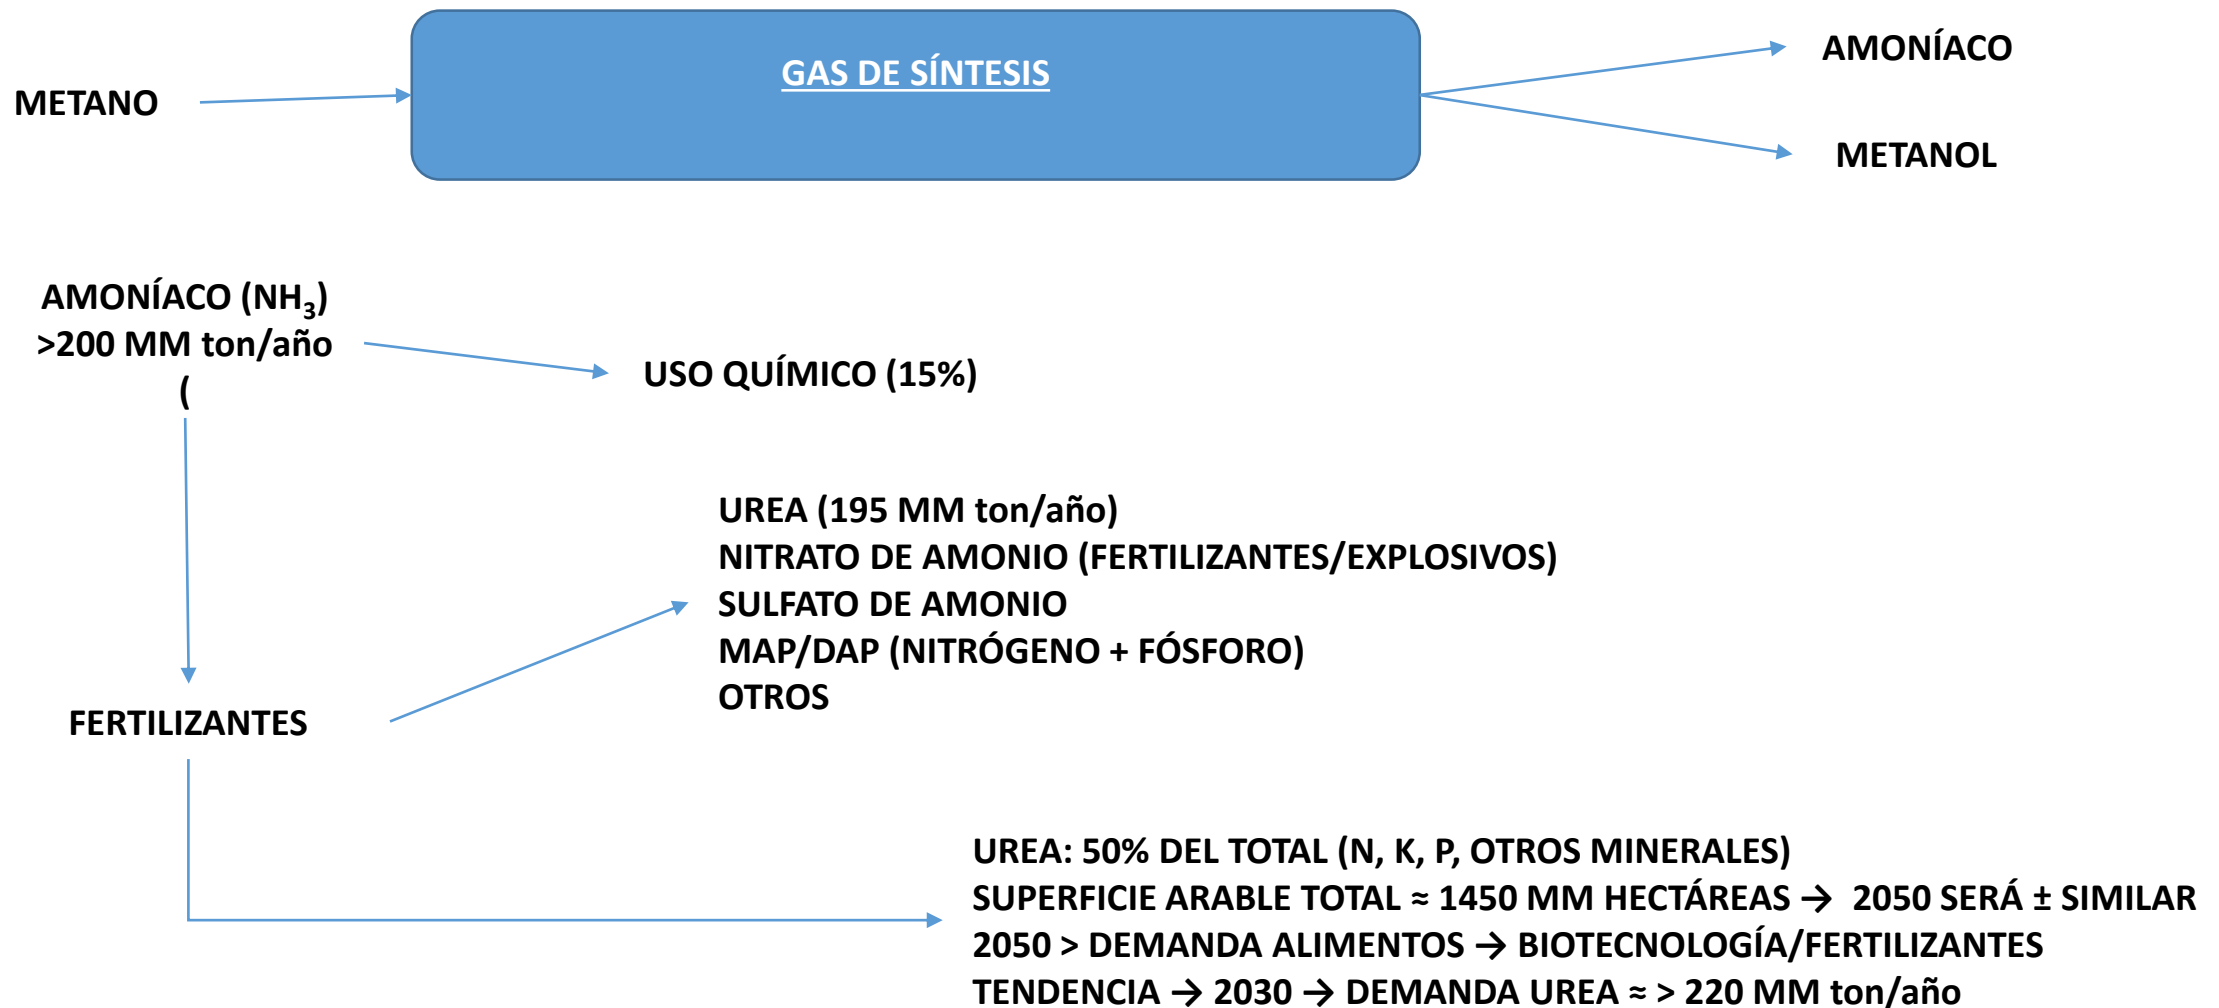 METANO
GAS DE SÍNTESIS
AMONÍACO
METANOL
AMONÍACO (NH₃)
>200 MM ton/año
(
USO QUÍMICO (15%)
UREA (195 MM ton/año)
NITRATO DE AMONIO (FERTILIZANTES/EXPLOSIVOS)
SULFATO DE AMONIO
MAP/DAP (NITRÓGENO + FÓSFORO)
OTROS
FERTILIZANTES
UREA: 50% DEL TOTAL (N, K, P, OTROS MINERALES)
SUPERFICIE ARABLE TOTAL ≈ 1450 MM HECTÁREAS → 2050 SERÁ ± SIMILAR
2050 > DEMANDA ALIMENTOS → BIOTECNOLOGÍA/FERTILIZANTES
TENDENCIA → 2030 → DEMANDA UREA ≈ > 220 MM ton/año